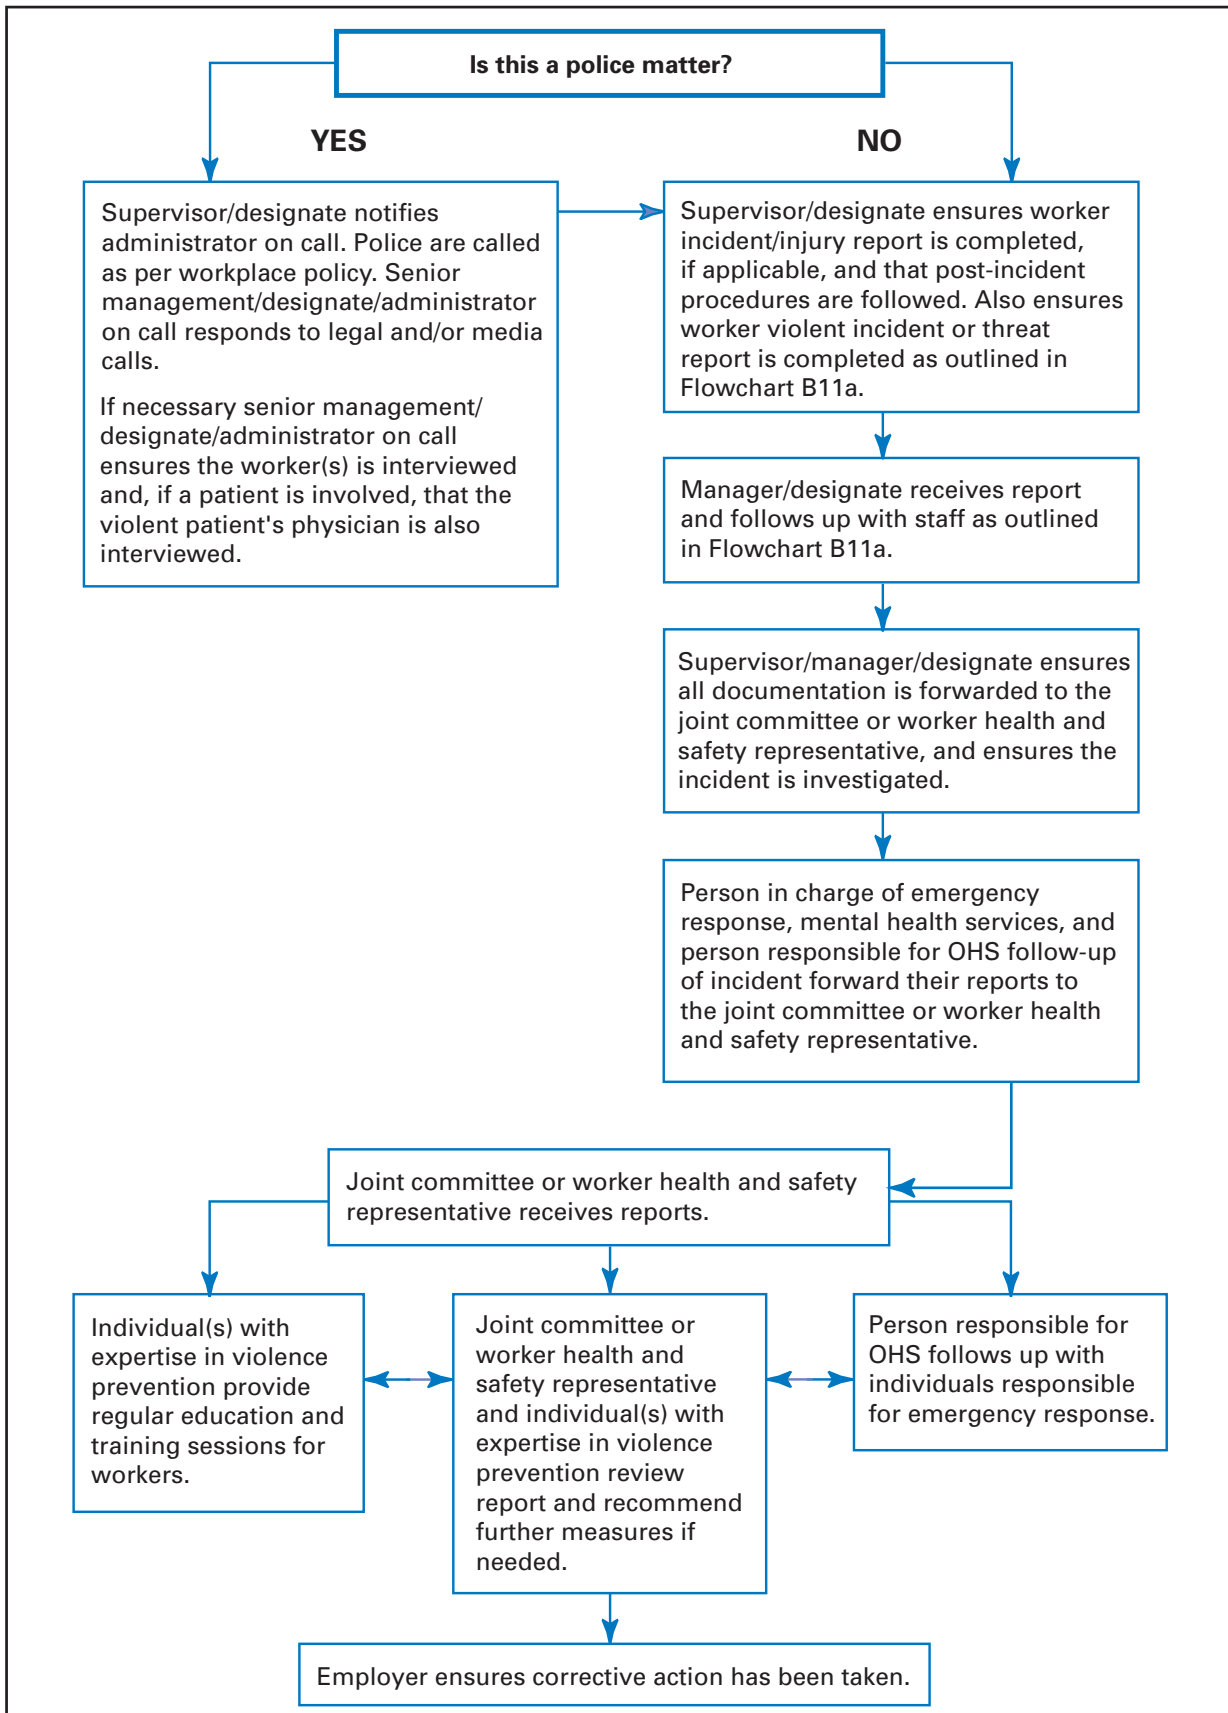 Is this a police matter?
YES
NO
Supervisor/designate notifies
administrator on call. Police are called
as per workplace policy. Senior
management/designate/administrator
on call responds to legal and/or media
calls.
If necessary senior management/
designate/administrator on call
ensures the worker(s) is interviewed
and, if a patient is involved, that the
violent patient's physician is also
interviewed.
Supervisor/designate ensures worker
incident/injury report is completed,
if applicable, and that post-incident
procedures are followed. Also ensures
worker violent incident or threat
report is completed as outlined in
Flowchart B11a.
Manager/designate receives report
and follows up with staff as outlined
in Flowchart B11a.
Supervisor/manager/designate ensures
all documentation is forwarded to the
joint committee or worker health and
safety representative, and ensures the
incident is investigated.
Person in charge of emergency
response, mental health services, and
person responsible for OHS follow-up
of incident forward their reports to
the joint committee or worker health
and safety representative.
Joint committee or worker health and safety
representative receives reports.
Individual(s) with
expertise in violence
prevention provide
regular education and
training sessions for
workers.
Joint committee or
worker health and
safety representative
and individual(s) with
expertise in violence
prevention review
report and recommend
further measures if
needed.
Person responsible for
OHS follows up with
individuals responsible
for emergency response.
Employer ensures corrective action has been taken.